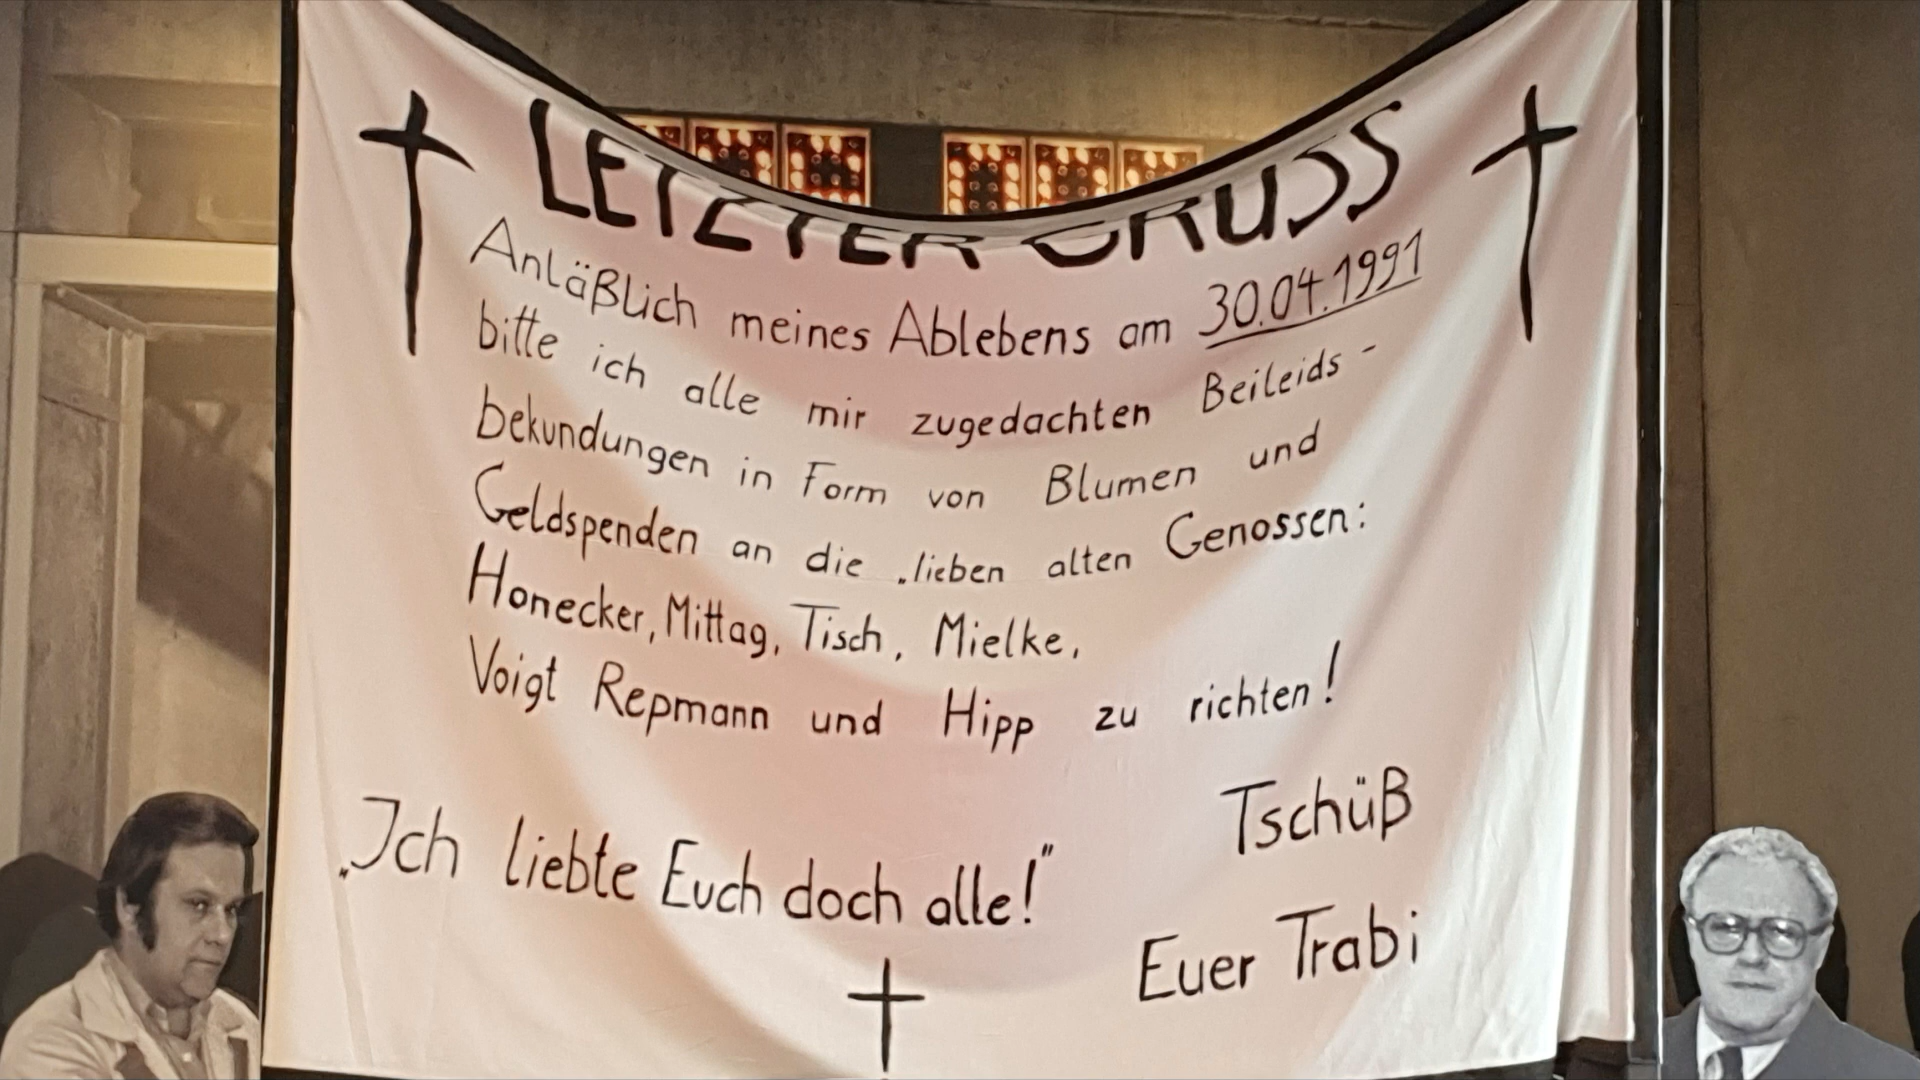 LETZTER GRUSS
Anläßlich meines Ablebens am 30.04.1991
bitte ich alle mir zugedachten Beileids-
bekundungen in Form von Blumen und
Geldspenden an die „lieben alten Genossen:
Honecker, Mittag, Tisch, Mielke,
Voigt Repmann und Hipp zu richten!
„Ich liebte Euch doch alle!"
Tschüß
Euer Trabi